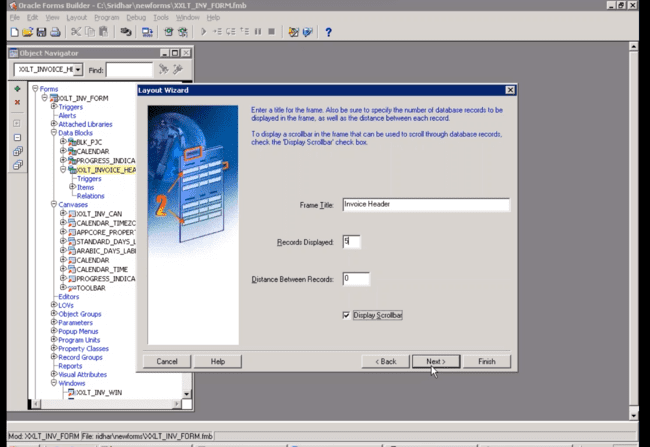 Oracle Forms Builder - C:\Sridhar\newforms\XXLT_INV_FORM.fmb
File Edit View Layout Program Debug Tools Window Help
Object Navigator
XXLT_INVOICE_HE
Find:
Forms
XXLT_INV_FORM
Triggers
Alerts
Attached Libraries
Data Blocks
BLK_PJC
CALENDAR
PROGRESS_INDICA
XXLT_INVOICE_HEA
Triggers
Items
Relations
Canvases
XXLT_INV_CAN
CALENDAR_TIMEZO
APPCORE_PROPER
STANDARD_DAYS_L
ARABIC_DAYS_LABE
CALENDAR
CALENDAR_TIME
PROGRESS_INDICA
TOOLBAR
Editors
LOVs
Object Groups
Parameters
Popup Menus
Program Units
Property Classes
Record Groups
Reports
Visual Attributes
Windows
XXLT_INV_WIN
Layout Wizard
Enter a title for the frame. Also be sure to specify the number of database records to be
displayed in the frame, as well as the distance between each record.
To display a scrollbar in the frame that can be used to scroll through database records,
check the 'Display Scrollbar' check box.
2
Frame Title: Invoice Header
Records Displayed: 5
Distance Between Records: 0
Display Scrollbar
Cancel Help < Back Next > Finish
Mod: XXLT_INV_FORM File: ridhar\newforms\XXLT_INV_FORM.fmb